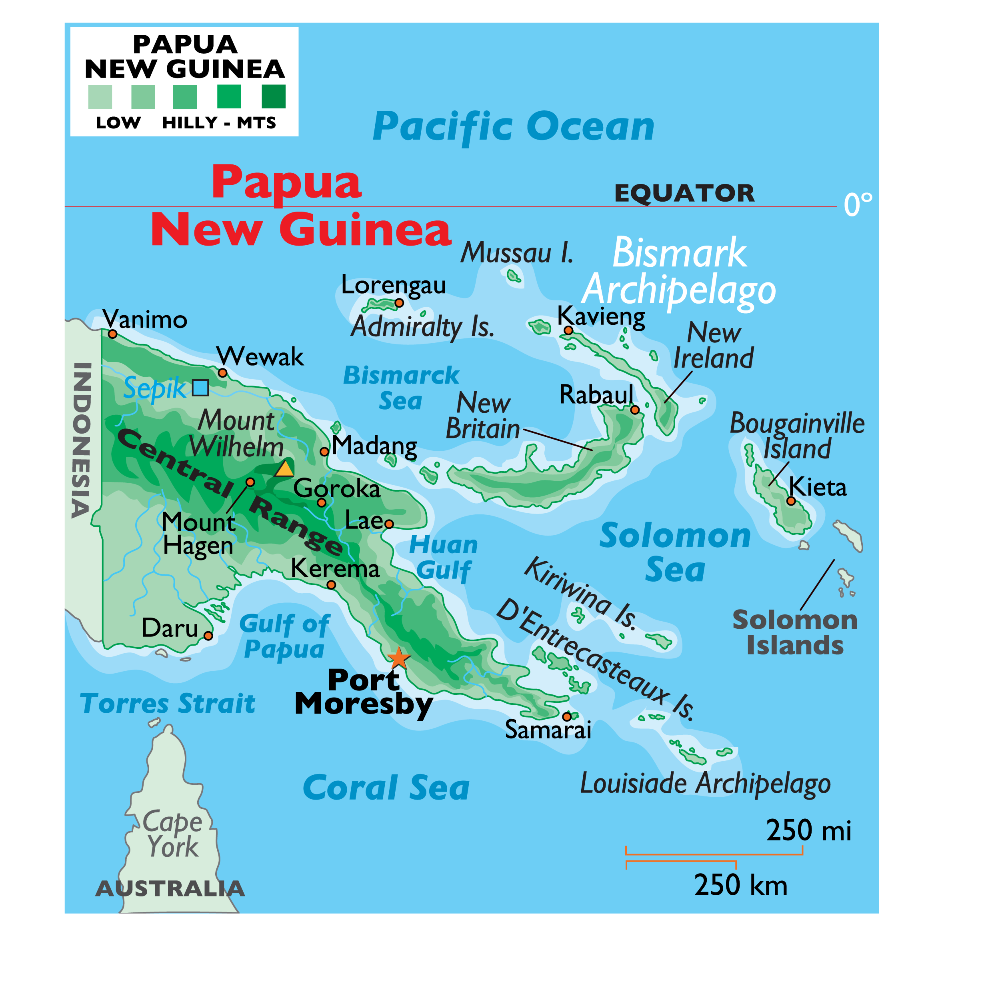 PAPUA
NEW GUINEA
LOW HILLY - MTS
Pacific Ocean
Papua
New Guinea
EQUATOR
0°
Mussau I.
Bismark
Archipelago
Lorengau
Admiralty Is.
Kavieng
New
Ireland
Vanimo
Wewak
Sepik
INDONESIA
Bismarck
Sea
Rabaul
New
Britain
Mount
Wilhelm
Madang
Bougainville
Island
Kieta
Central Range
Goroka
Mount
Hagen
Lae
Huan
Gulf
Solomon
Sea
Kerema
Kiriwina Is.
D'Entrecasteaux Is.
Solomon
Islands
Daru
Gulf of
Papua
Port
Moresby
Torres Strait
Samarai
Coral Sea
Louisiade Archipelago
Cape
York
AUSTRALIA
250 mi
250 km